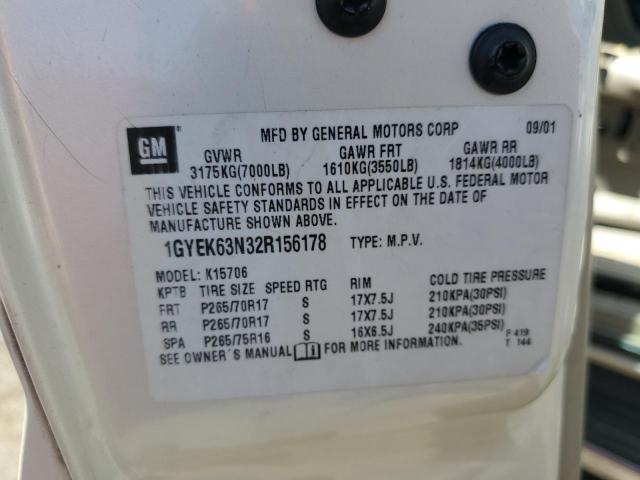 GM
MFD BY GENERAL MOTORS CORP 09/01
GVWR GAWR FRT GAWR RR
3175KG(7000LB) 1610KG(3550LB) 1814KG(4000LB)
THIS VEHICLE CONFORMS TO ALL APPLICABLE U.S. FEDERAL MOTOR
VEHICLE SAFETY STANDARDS IN EFFECT ON THE DATE OF
MANUFACTURE SHOWN ABOVE.
1GYEK63N32R156178 TYPE: M.P.V.
MODEL: K15706
KPTB TIRE SIZE SPEED RTG RIM COLD TIRE PRESSURE
FRT P265/70R17 S 17X7.5J 210KPA(30PSI)
RR P265/70R17 S 17X7.5J 210KPA(30PSI)
SPA P265/75R16 S 16X6.5J 240KPA(35PSI)
F 419
SEE OWNER'S MANUAL FOR MORE INFORMATION. T 144